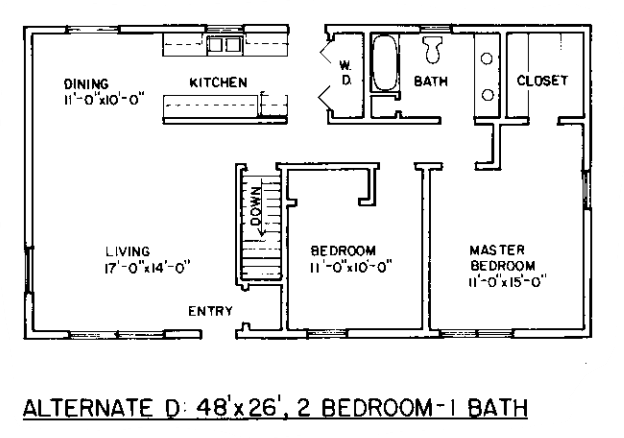 DINING
11'-0"x10'-0"
KITCHEN
W.
D.
BATH
CLOSET
DOWN
LIVING
17'-0"x14'-0"
BEDROOM
11'-0"x10'-0"
MASTER
BEDROOM
11'-0"x15'-0"
ENTRY
ALTERNATE D: 48'x26', 2 BEDROOM-1 BATH